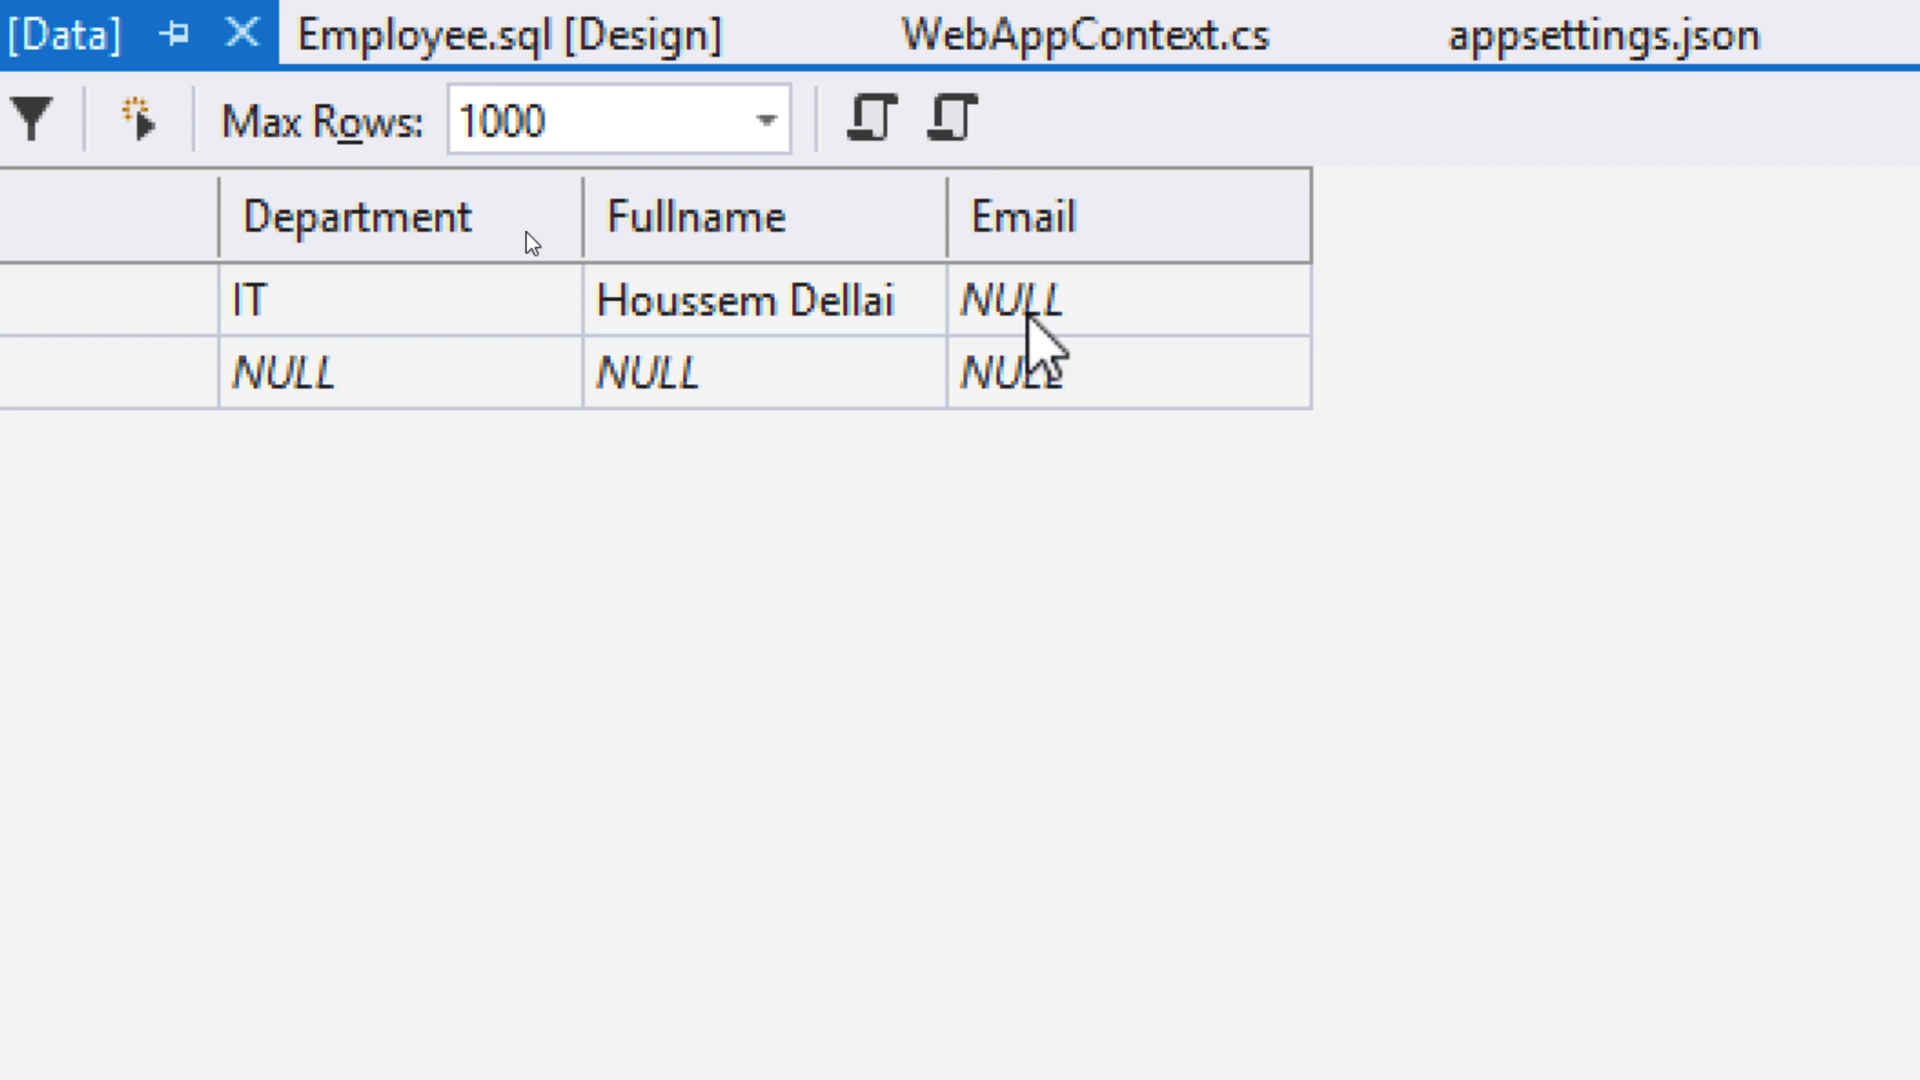 [Data] Employee.sql [Design] WebAppContext.cs appsettings.json
Max Rows: 1000
Department Fullname Email
IT Houssem Dellai NULL
NULL NULL NULL